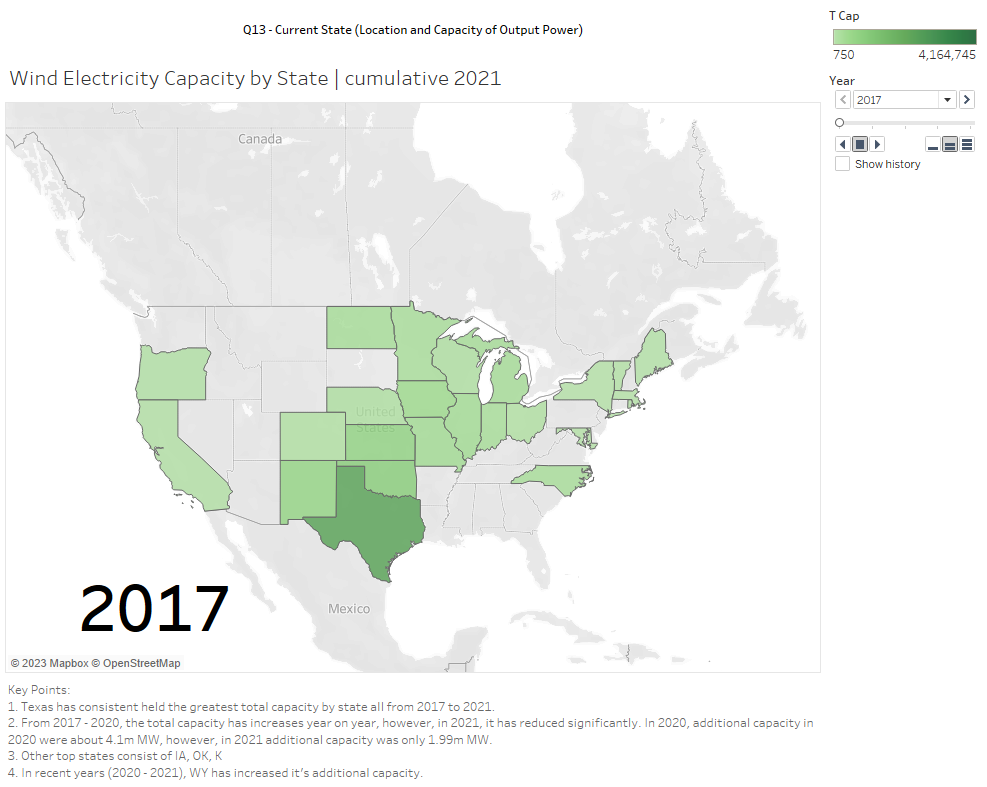 Q13 - Current State (Location and Capacity of Output Power)
T Cap
750 4,164,745
Wind Electricity Capacity by State | cumulative 2021
Year
2017
Show history
Canada
United
States
2017
Mexico
© 2023 Mapbox © OpenStreetMap
Key Points:
1. Texas has consistent held the greatest total capacity by state all from 2017 to 2021.
2. From 2017 - 2020, the total capacity has increases year on year, however, in 2021, it has reduced significantly. In 2020, additional capacity in
2020 were about 4.1m MW, however, in 2021 additional capacity was only 1.99m MW.
3. Other top states consist of IA, OK, K
4. In recent years (2020 - 2021), WY has increased it's additional capacity.